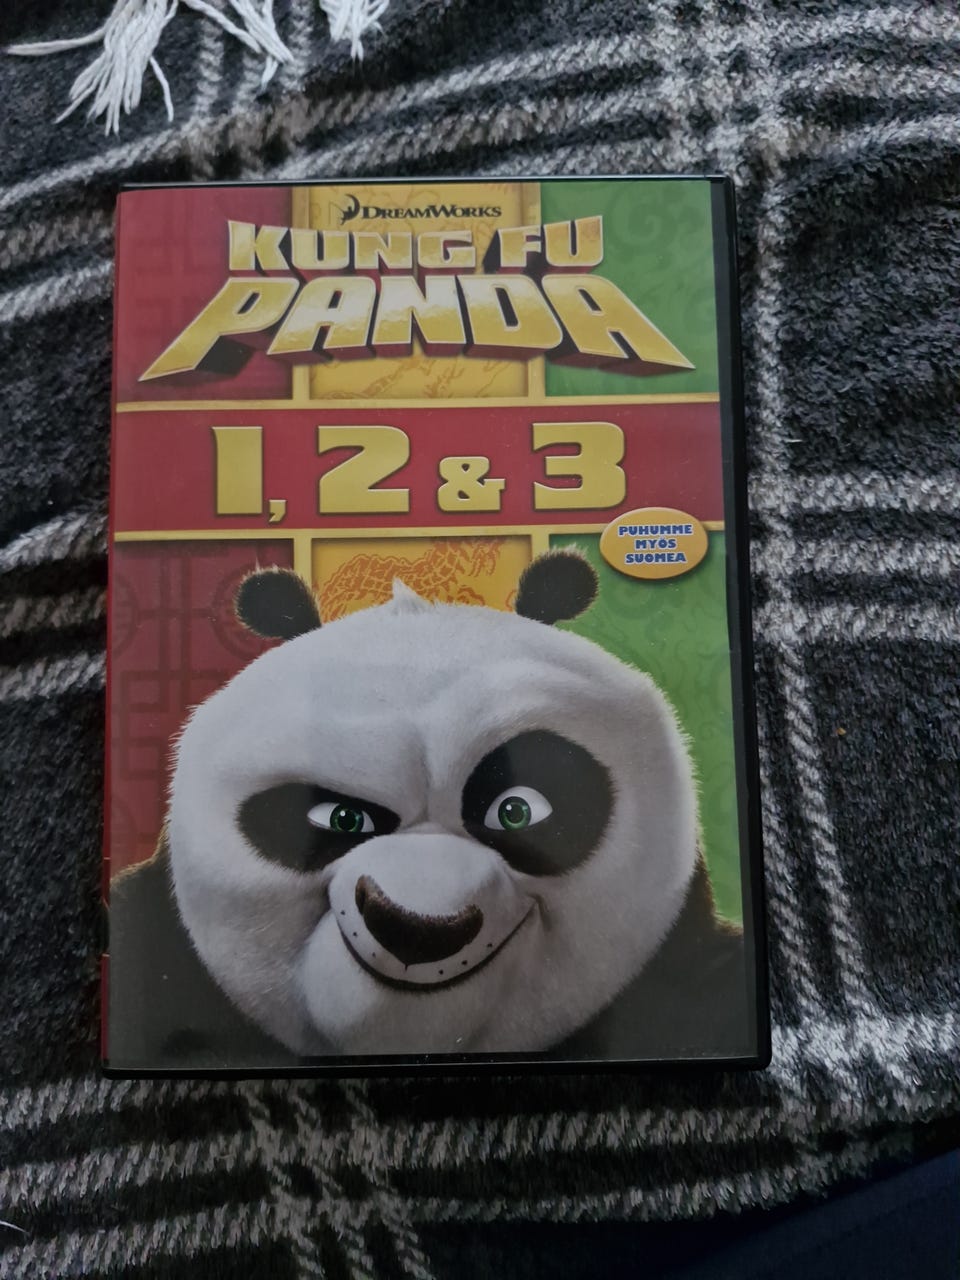 DREAMWORKS
KUNG FU
PANDA
1, 2 & 3
PUHUMME
MYÖS
SUOMEA